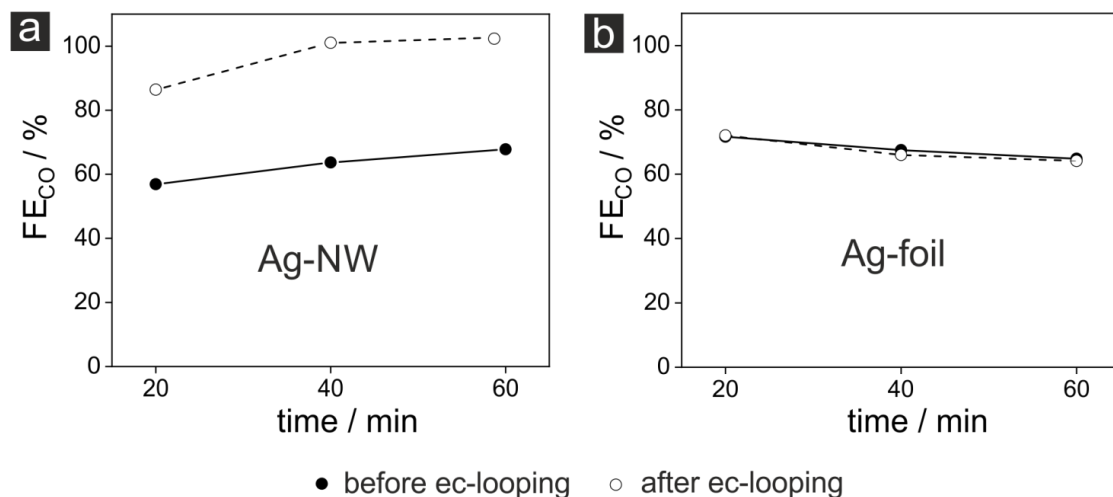 a
FE_CO / %
100
80
60
40
20
0
Ag-NW
20 40 60
time / min
b
FE_CO / %
100
80
60
40
20
0
Ag-foil
20 40 60
time / min
● before ec-looping ○ after ec-looping